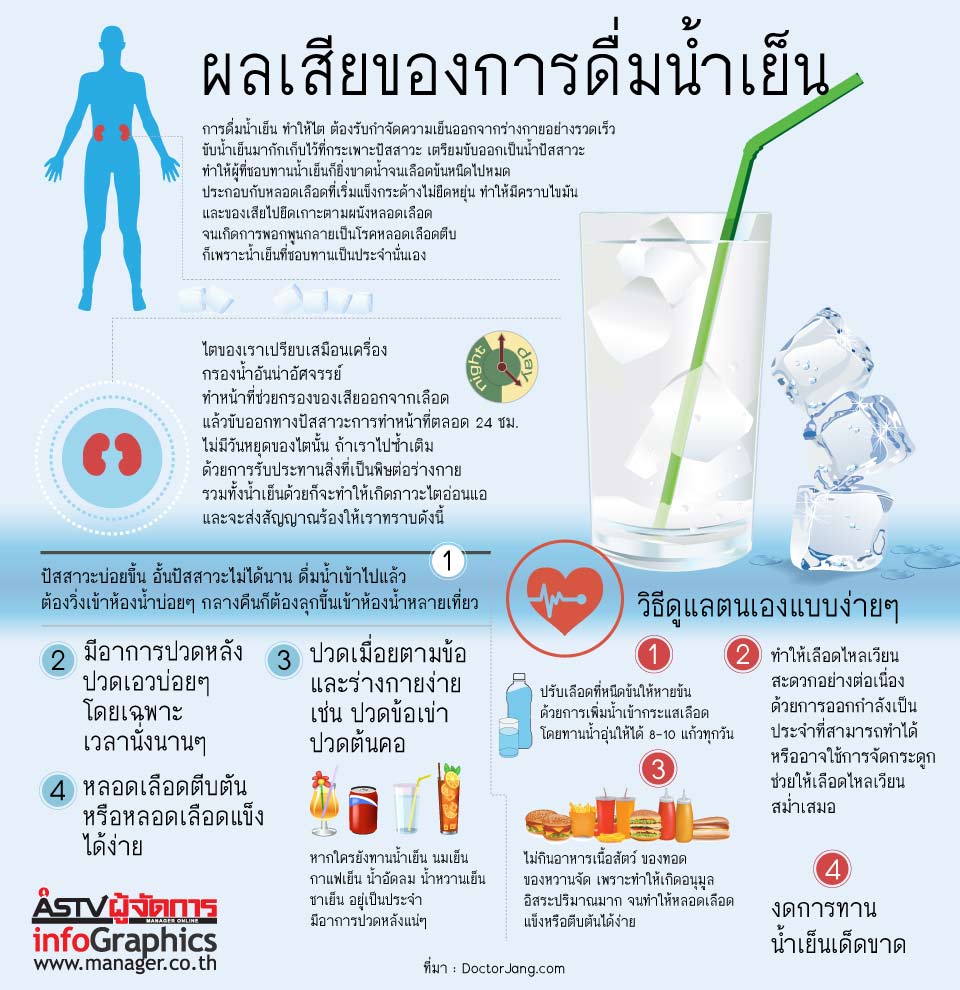 ผลเสียของการดื่มน้ำเย็น
การดื่มน้ำเย็น ทำให้ไต ต้องรับกำจัดความเย็นออกจากร่างกายอย่างรวดเร็ว
ขับน้ำเย็นมากักเก็บไว้ที่กระเพาะปัสสาวะ เตรียมขับออกเป็นน้ำปัสสาวะ
ทำให้ผู้ที่ชอบทานน้ำเย็นก็ยิ่งขาดน้ำจนเลือดข้นหนืดไปหมด
ประกอบกับหลอดเลือดที่เริ่มแข็งกระด้างไม่ยืดหยุ่น ทำให้มีคราบไขมัน
และของเสียไปยึดเกาะตามผนังหลอดเลือด
จนเกิดการพอกพูนกลายเป็นโรคหลอดเลือดตีบ
ก็เพราะน้ำเย็นที่ชอบทานเป็นประจำนั่นเอง
ไตของเราเปรียบเสมือนเครื่อง
กรองน้ำอันน่าอัศจรรย์
ทำหน้าที่ช่วยกรองของเสียออกจากเลือด
แล้วขับออกทางปัสสาวะการทำหน้าที่ตลอด 24 ชม.
ไม่มีวันหยุดของไตนั้น ถ้าเราไปซ้ำเติม
ด้วยการรับประทานสิ่งที่เป็นพิษต่อร่างกาย
รวมทั้งน้ำเย็นด้วยก็จะทำให้เกิดภาวะไตอ่อนแอ
และจะส่งสัญญาณร้องให้เราทราบดังนี้
night
day
1
ปัสสาวะบ่อยขึ้น อั้นปัสสาวะไม่ได้นาน ดื่มน้ำเข้าไปแล้ว
ต้องวิ่งเข้าห้องน้ำบ่อยๆ กลางคืนก็ต้องลุกขึ้นเข้าห้องน้ำหลายเที่ยว
2
มีอาการปวดหลัง
ปวดเอวบ่อยๆ
โดยเฉพาะ
เวลานั่งนานๆ
3
ปวดเมื่อยตามข้อ
และร่างกายง่าย
เช่น ปวดข้อเข่า
ปวดต้นคอ
4
หลอดเลือดตีบตัน
หรือหลอดเลือดแข็ง
ได้ง่าย
หากใครยังทานน้ำเย็น นมเย็น
กาแฟเย็น น้ำอัดลม น้ำหวานเย็น
ชาเย็น อยู่เป็นประจำ
มีอาการปวดหลังแน่ๆ
วิธีดูแลตนเองแบบง่ายๆ
1
ปรับเลือดที่หนืดข้นให้หายข้น
ด้วยการเพิ่มน้ำเข้ากระแสเลือด
โดยทานน้ำอุ่นให้ได้ 8-10 แก้วทุกวัน
2
ทำให้เลือดไหลเวียน
สะดวกอย่างต่อเนื่อง
ด้วยการออกกำลังเป็น
ประจำที่สามารถทำได้
หรืออาจใช้การจัดกระดูก
ช่วยให้เลือดไหลเวียน
สม่ำเสมอ
3
ไม่กินอาหารเนื้อสัตว์ ของทอด
ของหวานจัด เพราะทำให้เกิดอนุมูล
อิสระปริมาณมาก จนทำให้หลอดเลือด
แข็งหรือตีบตันได้ง่าย
4
งดการทาน
น้ำเย็นเด็ดขาด
ASTVผู้จัดการ
MANAGER ONLINE
infoGraphics
www.manager.co.th
ที่มา : DoctorJang.com